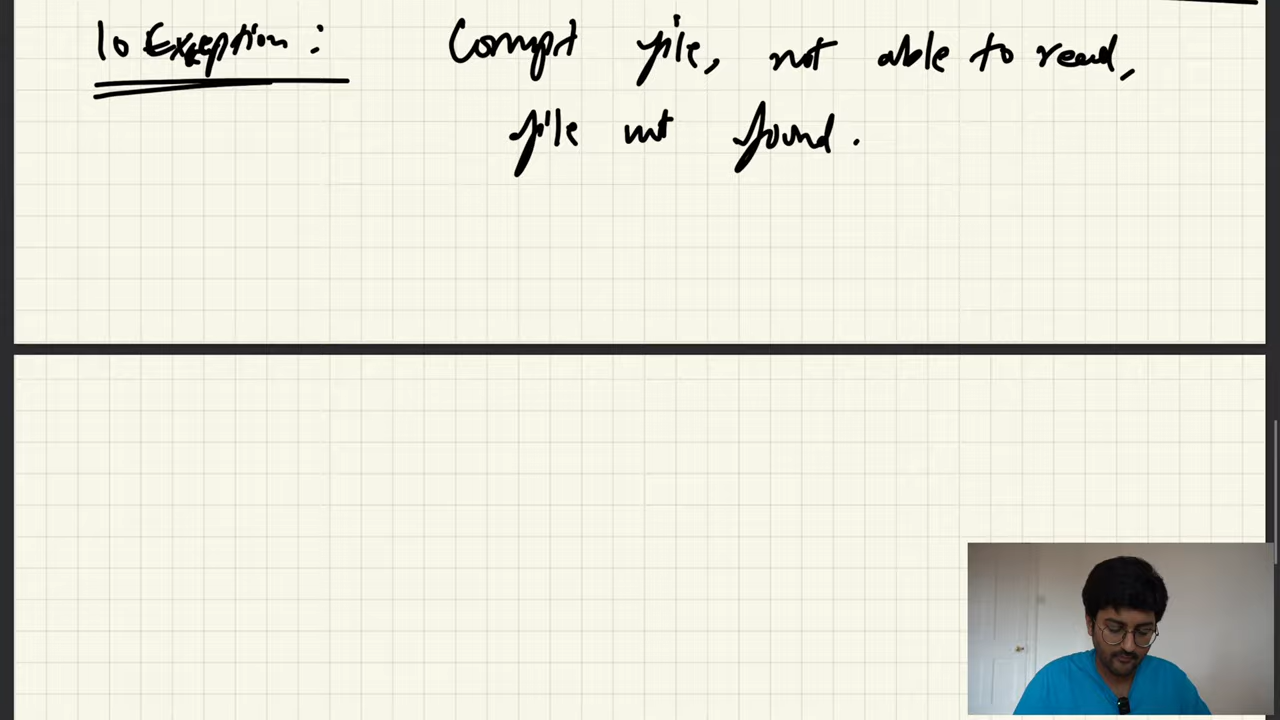 Io Exception : Corrupt file, not able to read,
file not found.